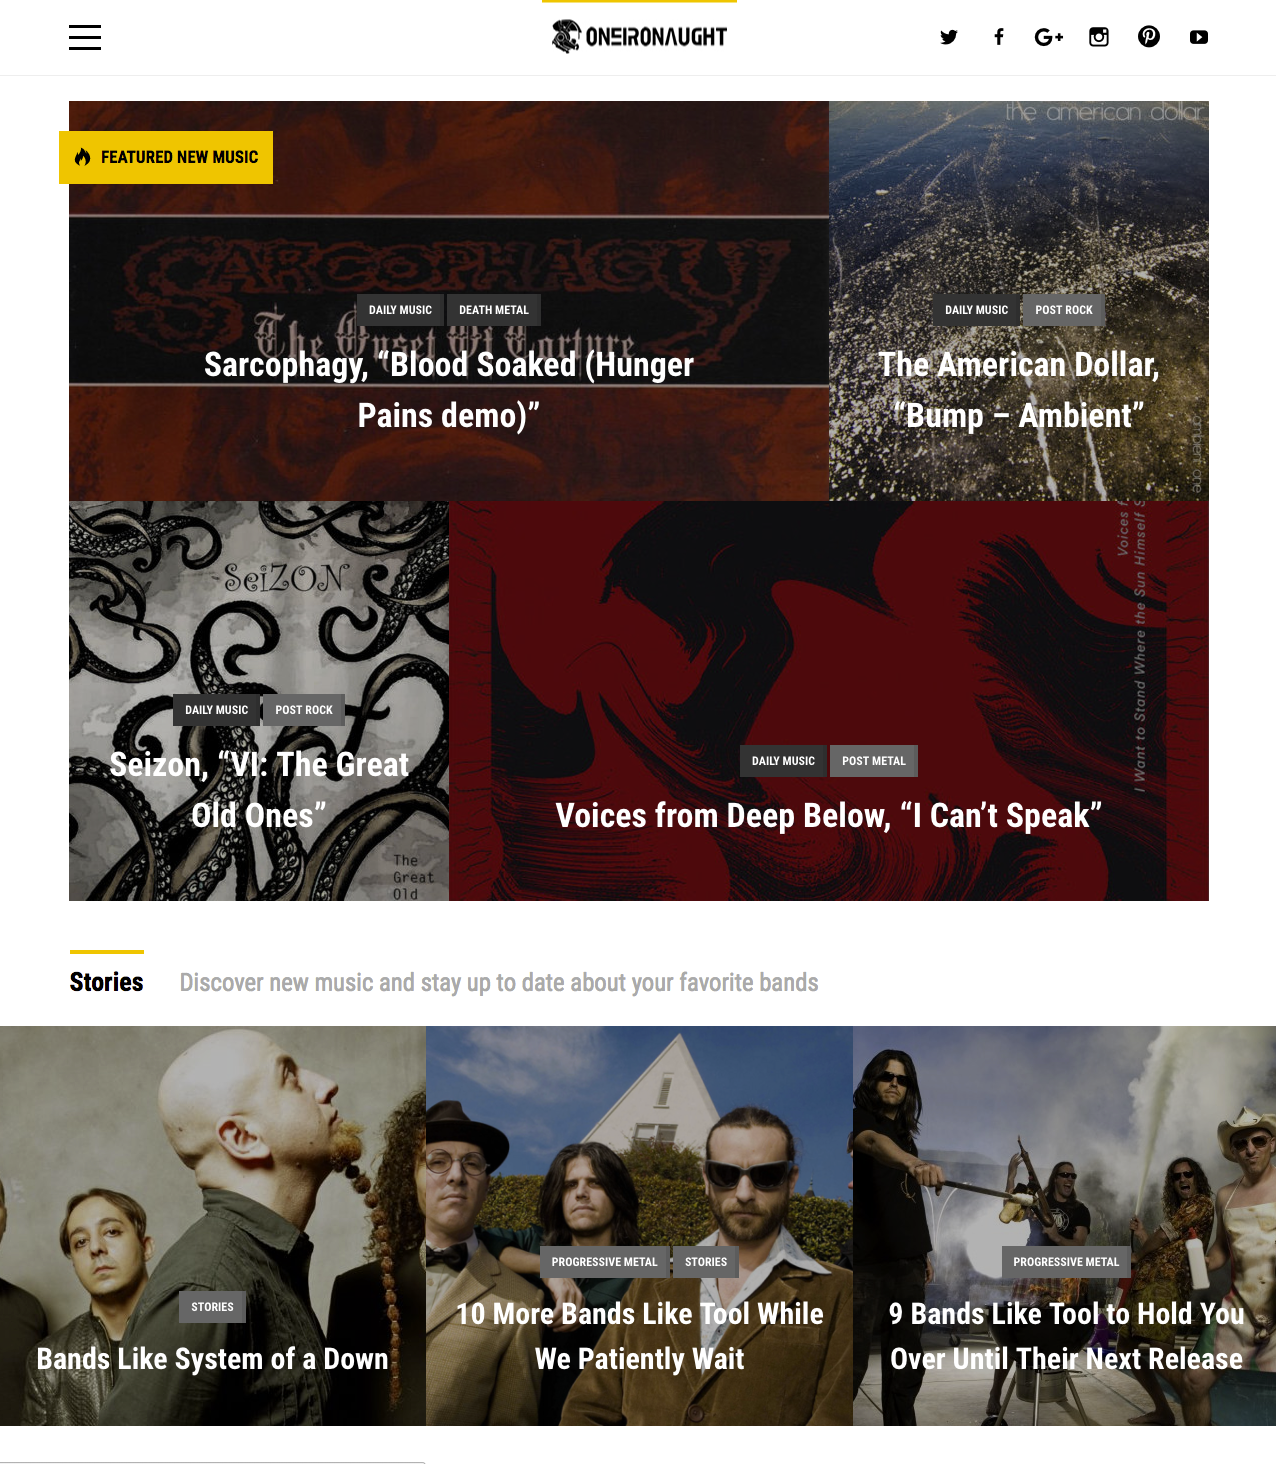 ONEIRONAUGHT
FEATURED NEW MUSIC
SARCOPHAGY
The Onset Of Torture
DAILY MUSIC DEATH METAL
Sarcophagy, “Blood Soaked (Hunger
Pains demo)”
the american dollar
DAILY MUSIC POST ROCK
The American Dollar,
“Bump – Ambient”
ambient one
SeiZON
DAILY MUSIC POST ROCK
Seizon, “VI: The Great
Old Ones”
The
Great
Old
Voices
I Want to Stand Where the Sun Himself
DAILY MUSIC POST METAL
Voices from Deep Below, “I Can’t Speak”
Stories
Discover new music and stay up to date about your favorite bands
STORIES
Bands Like System of a Down
PROGRESSIVE METAL STORIES
10 More Bands Like Tool While
We Patiently Wait
PROGRESSIVE METAL
9 Bands Like Tool to Hold You
Over Until Their Next Release